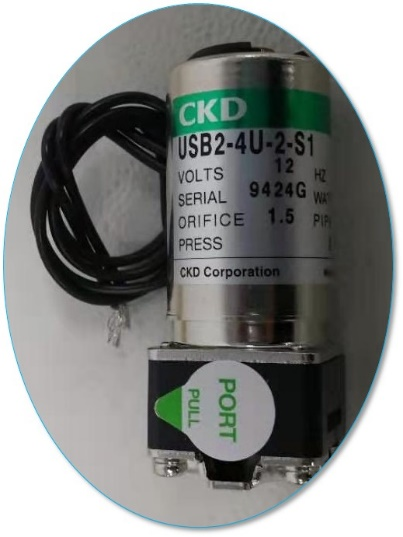 CKD
USB2-4U-2-S1
VOLTS 12 HZ
SERIAL 9424G
ORIFICE 1.5
PRESS
CKD Corporation
PORT
PULL